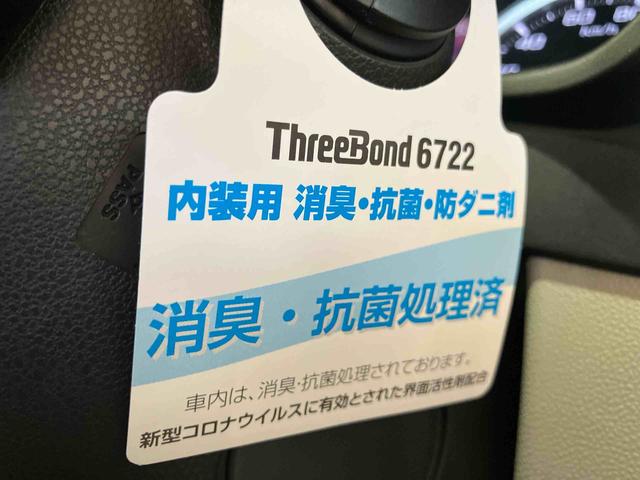 ThreeBond 6722
内装用 消臭・抗菌・防ダニ剤
消臭・抗菌処理済
車内は、消臭・抗菌処理されております。
新型コロナウイルスに有効とされた界面活性剤配合
PASS
40
km/h